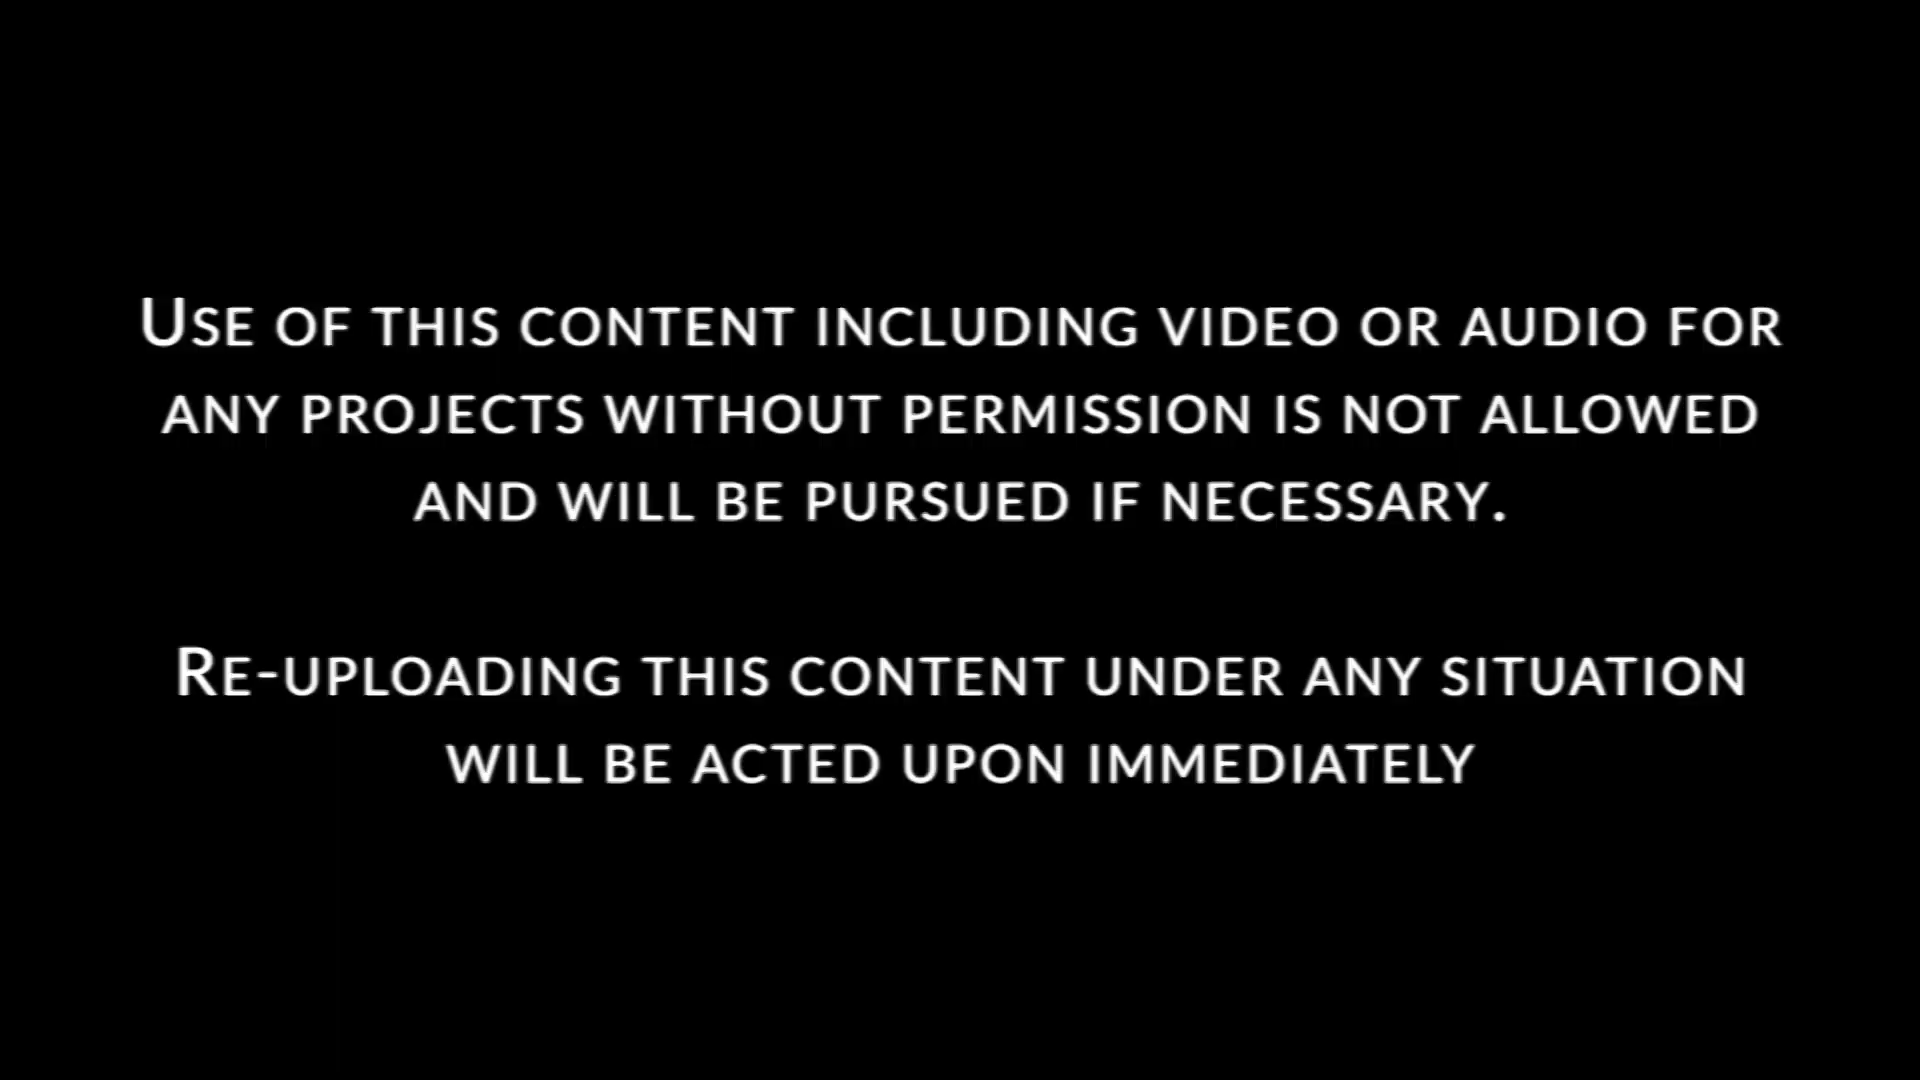 Use of this content including video or audio for
any projects without permission is not allowed
and will be pursued if necessary.
Re-uploading this content under any situation
will be acted upon immediately